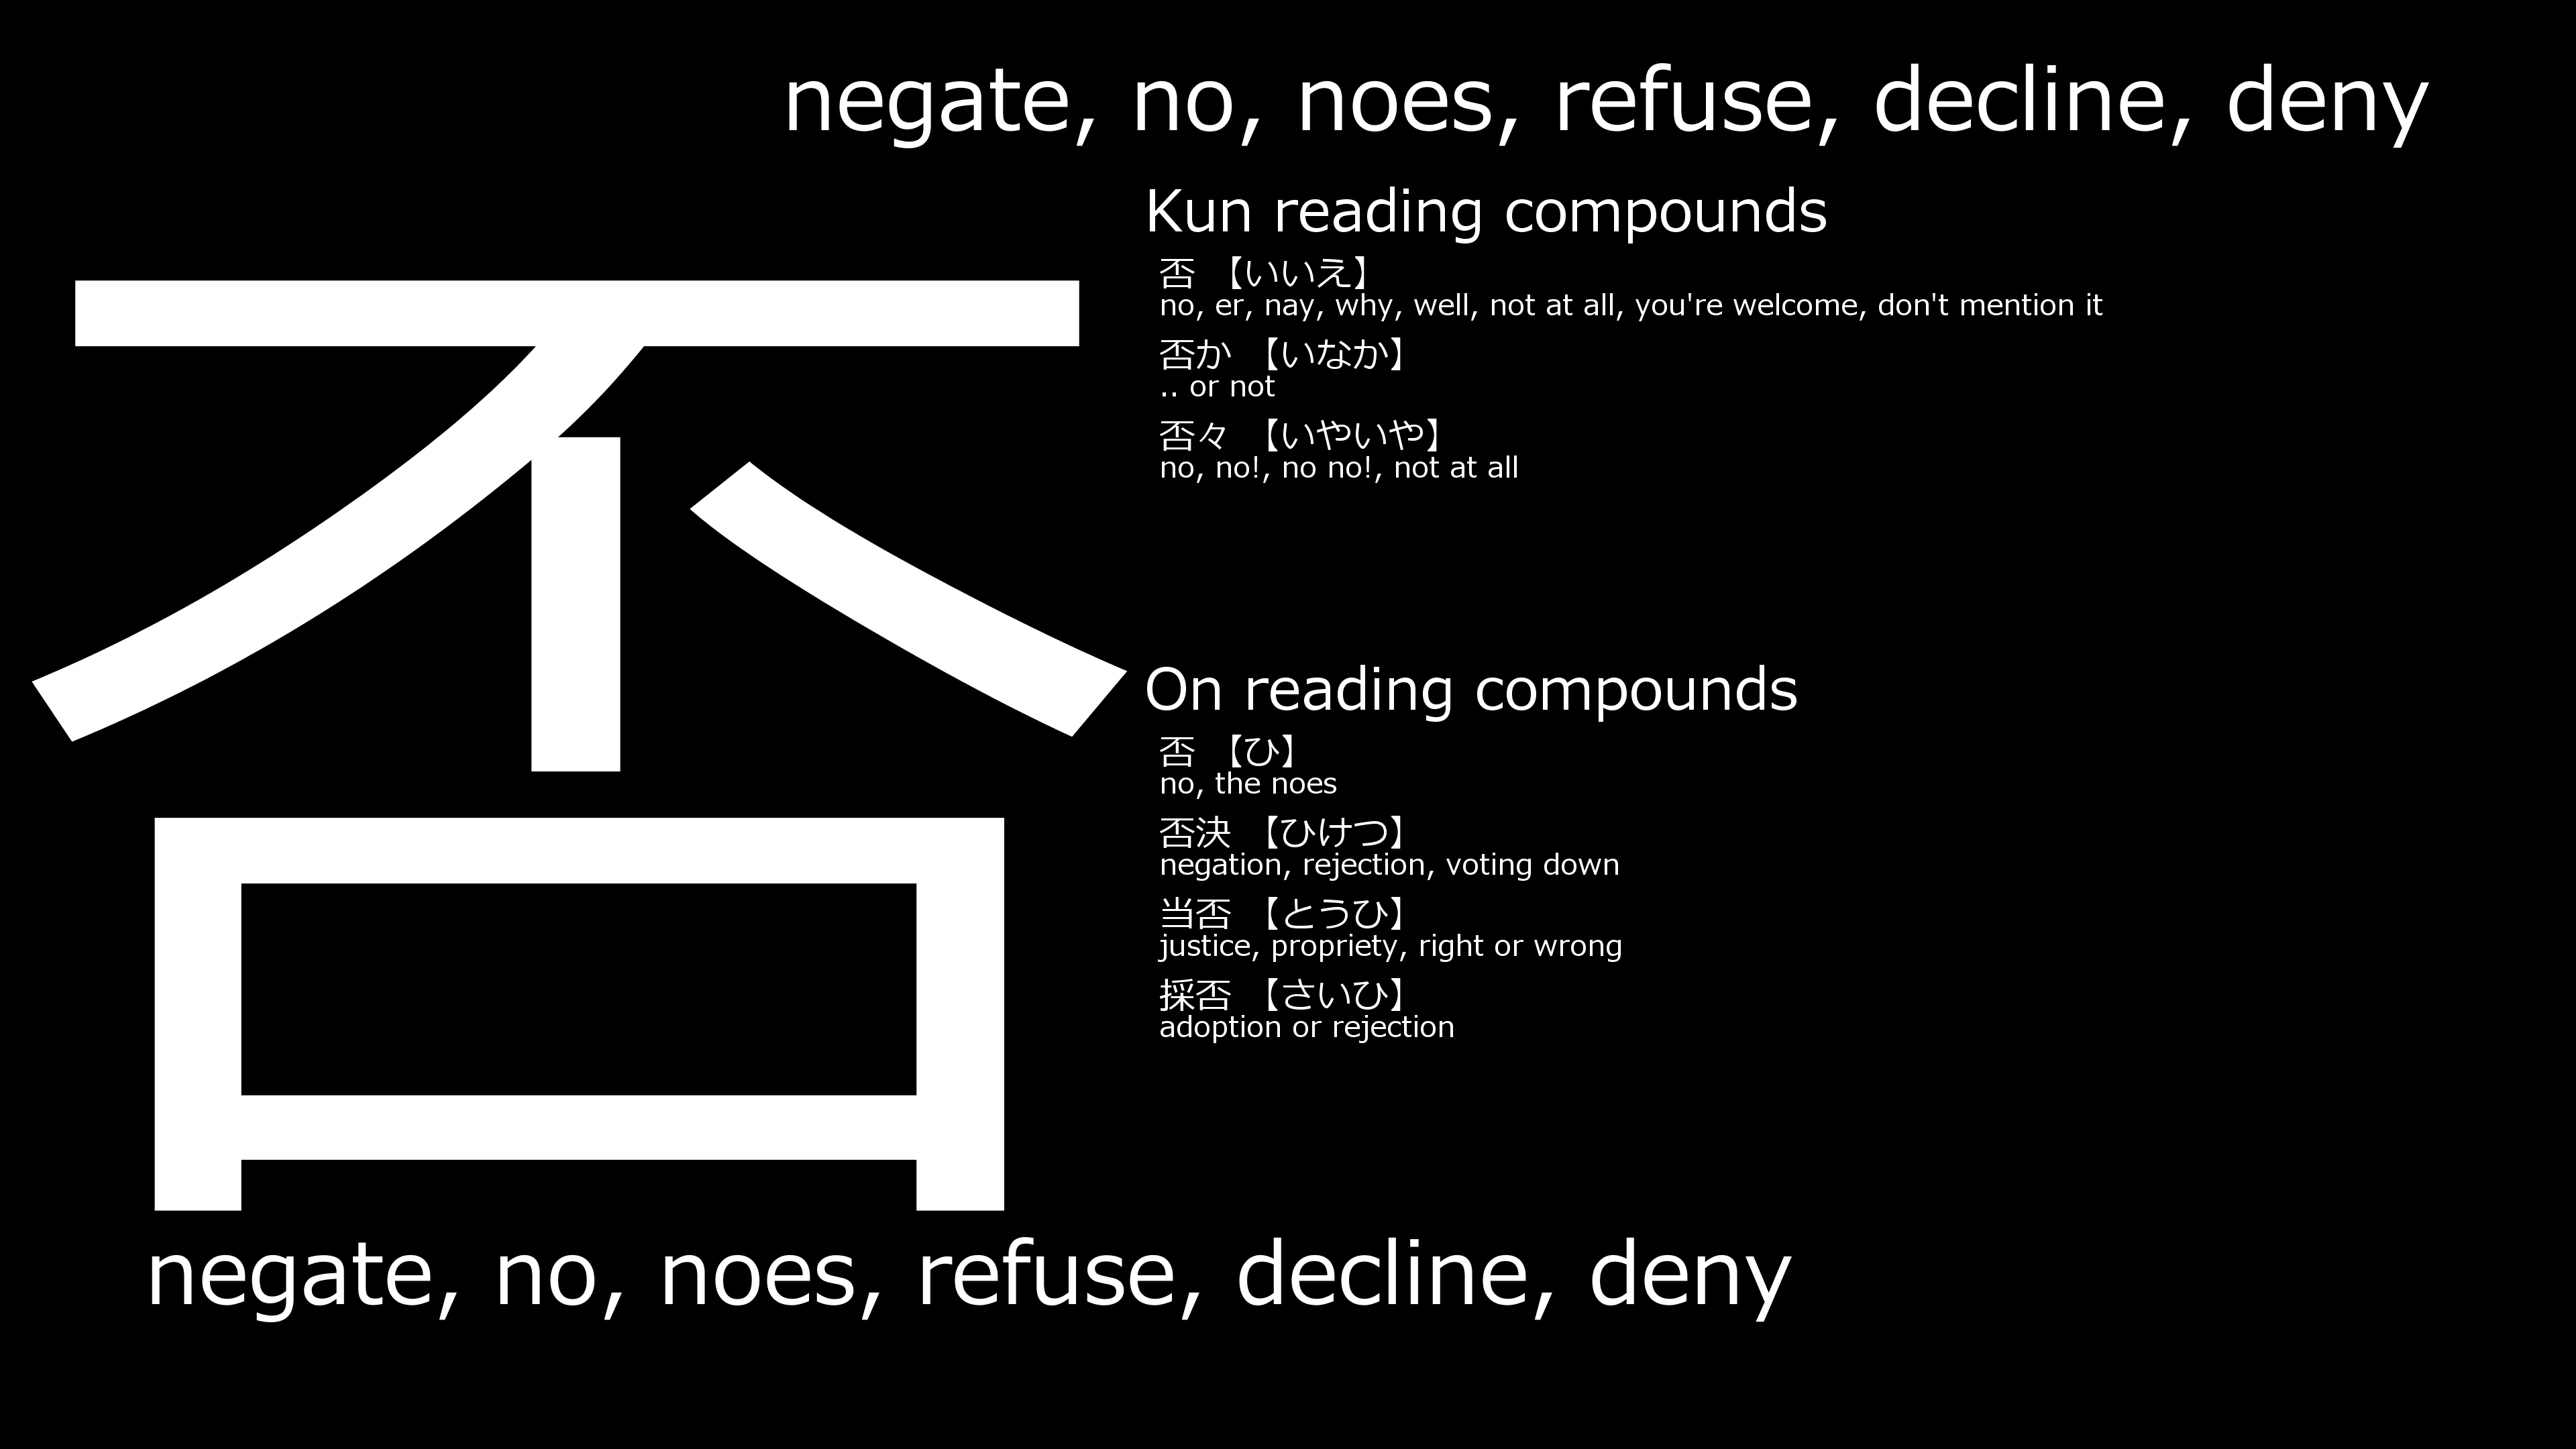 negate, no, noes, refuse, decline, deny
否
Kun reading compounds
否 【いいえ】
no, er, nay, why, well, not at all, you're welcome, don't mention it
否か 【いなか】
.. or not
否々 【いやいや】
no, no!, no no!, not at all
On reading compounds
否 【ひ】
no, the noes
否決 【ひけつ】
negation, rejection, voting down
当否 【とうひ】
justice, propriety, right or wrong
採否 【さいひ】
adoption or rejection
negate, no, noes, refuse, decline, deny